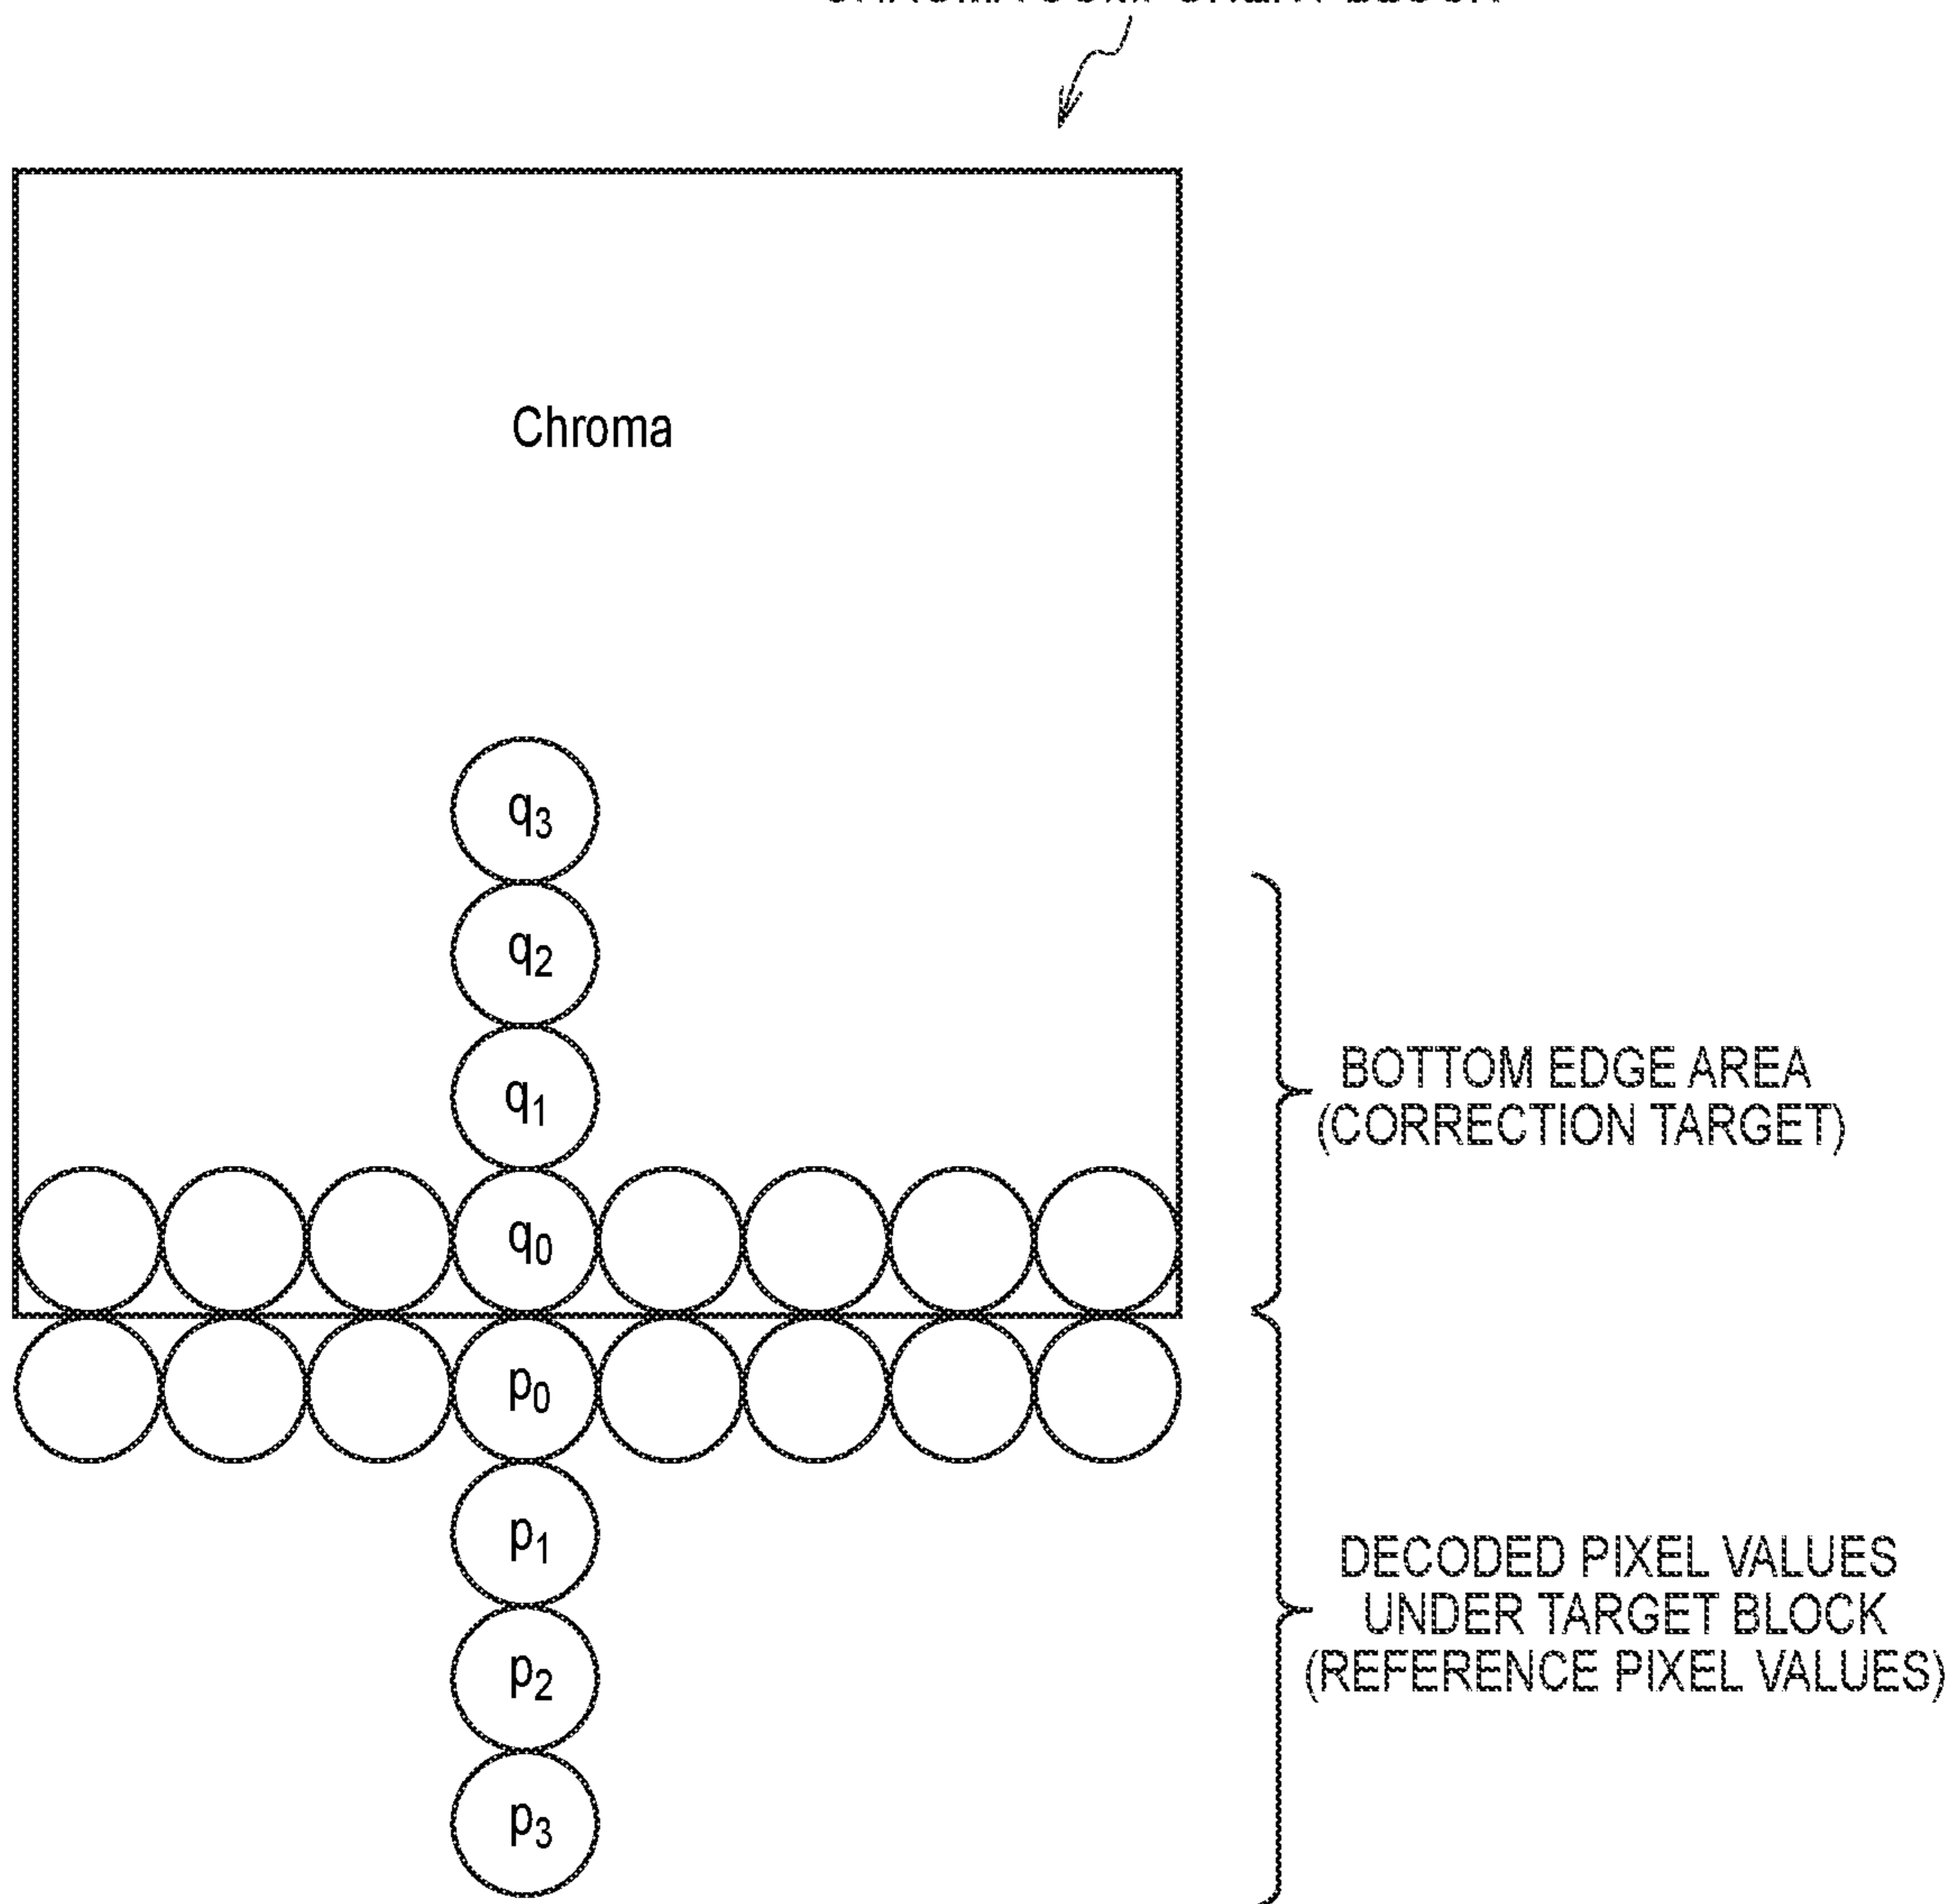 Chroma
q3
q2
q1
q0
BOTTOM EDGE AREA
(CORRECTION TARGET)
p0
p1
p2
p3
DECODED PIXEL VALUES
UNDER TARGET BLOCK
(REFERENCE PIXEL VALUES)